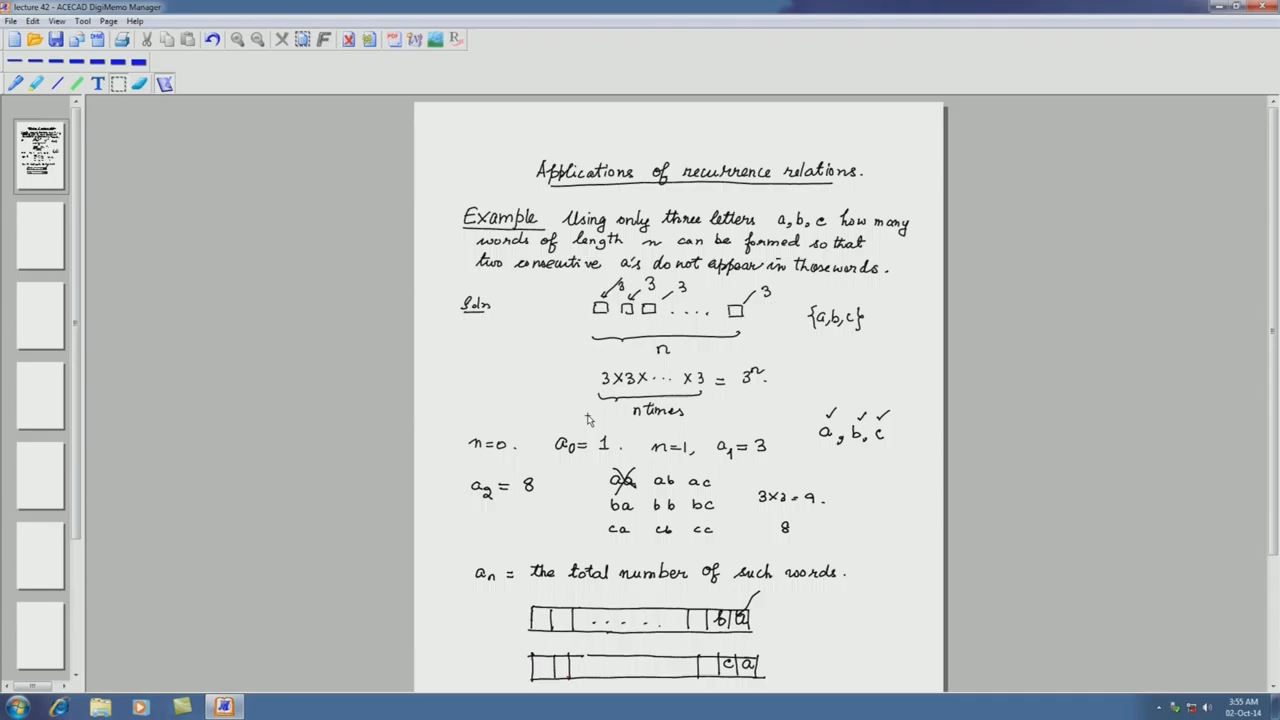 lecture 42 - ACECAD DigiMemo Manager
File Edit View Tool Page Help
Applications of recurrence relations.
Example Using only three letters a, b, c how many
words of length n can be formed so that
two consecutive a's do not appear in those words.
Soln
3 3 3 3
. . . .
{a,b,c}
n
3×3×··· ×3 = 3ⁿ.
n times
a, b, c
n=0. a₀= 1. n=1, a₁= 3
a₂ = 8
aa ab ac
ba bb bc
ca cb cc
3×3 = 9.
8
aₙ = the total number of such words.
. . . . . b a
c a
3:55 AM
02-Oct-14